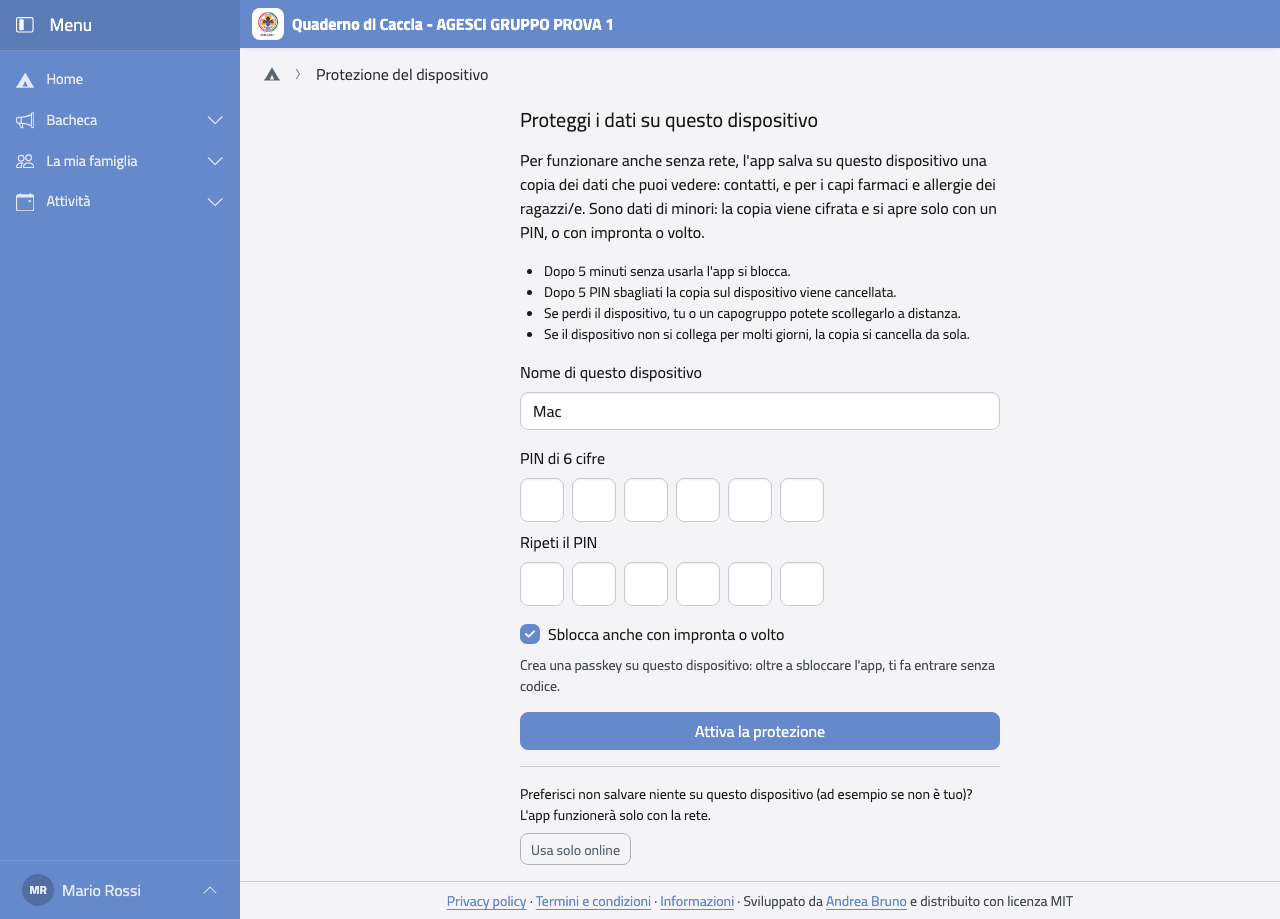 Menu
Quaderno di Caccia - AGESCI GRUPPO PROVA 1
Home
Bacheca
La mia famiglia
Attività
Protezione del dispositivo
Proteggi i dati su questo dispositivo
Per funzionare anche senza rete, l'app salva su questo dispositivo una
copia dei dati che puoi vedere: contatti, e per i capi farmaci e allergie dei
ragazzi/e. Sono dati di minori: la copia viene cifrata e si apre solo con un
PIN, o con impronta o volto.
Dopo 5 minuti senza usarla l'app si blocca.
Dopo 5 PIN sbagliati la copia sul dispositivo viene cancellata.
Se perdi il dispositivo, tu o un capogruppo potete scollegarlo a distanza.
Se il dispositivo non si collega per molti giorni, la copia si cancella da sola.
Nome di questo dispositivo
Mac
PIN di 6 cifre
Ripeti il PIN
Sblocca anche con impronta o volto
Crea una passkey su questo dispositivo: oltre a sbloccare l'app, ti fa entrare senza
codice.
Attiva la protezione
Preferisci non salvare niente su questo dispositivo (ad esempio se non è tuo)?
L'app funzionerà solo con la rete.
Usa solo online
MR Mario Rossi
Privacy policy · Termini e condizioni · Informazioni · Sviluppato da Andrea Bruno e distribuito con licenza MIT